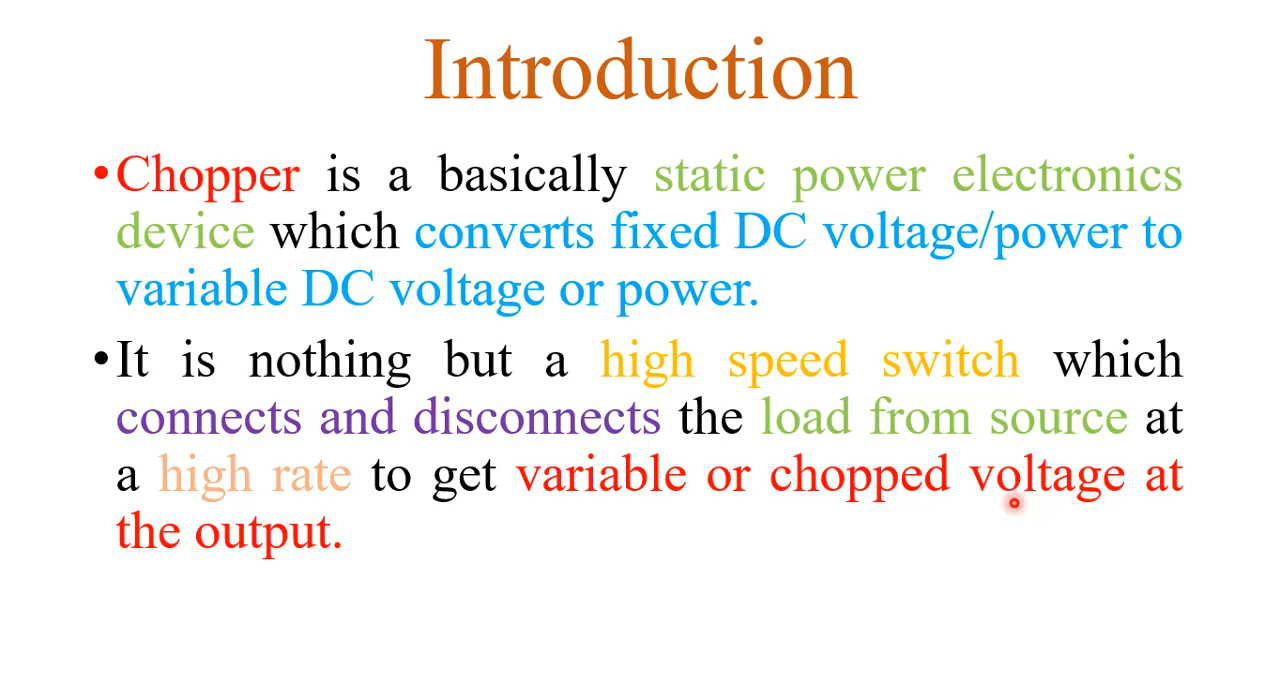 Introduction
•Chopper is a basically static power electronics
device which converts fixed DC voltage/power to
variable DC voltage or power.
•It is nothing but a high speed switch which
connects and disconnects the load from source at
a high rate to get variable or chopped voltage at
the output.